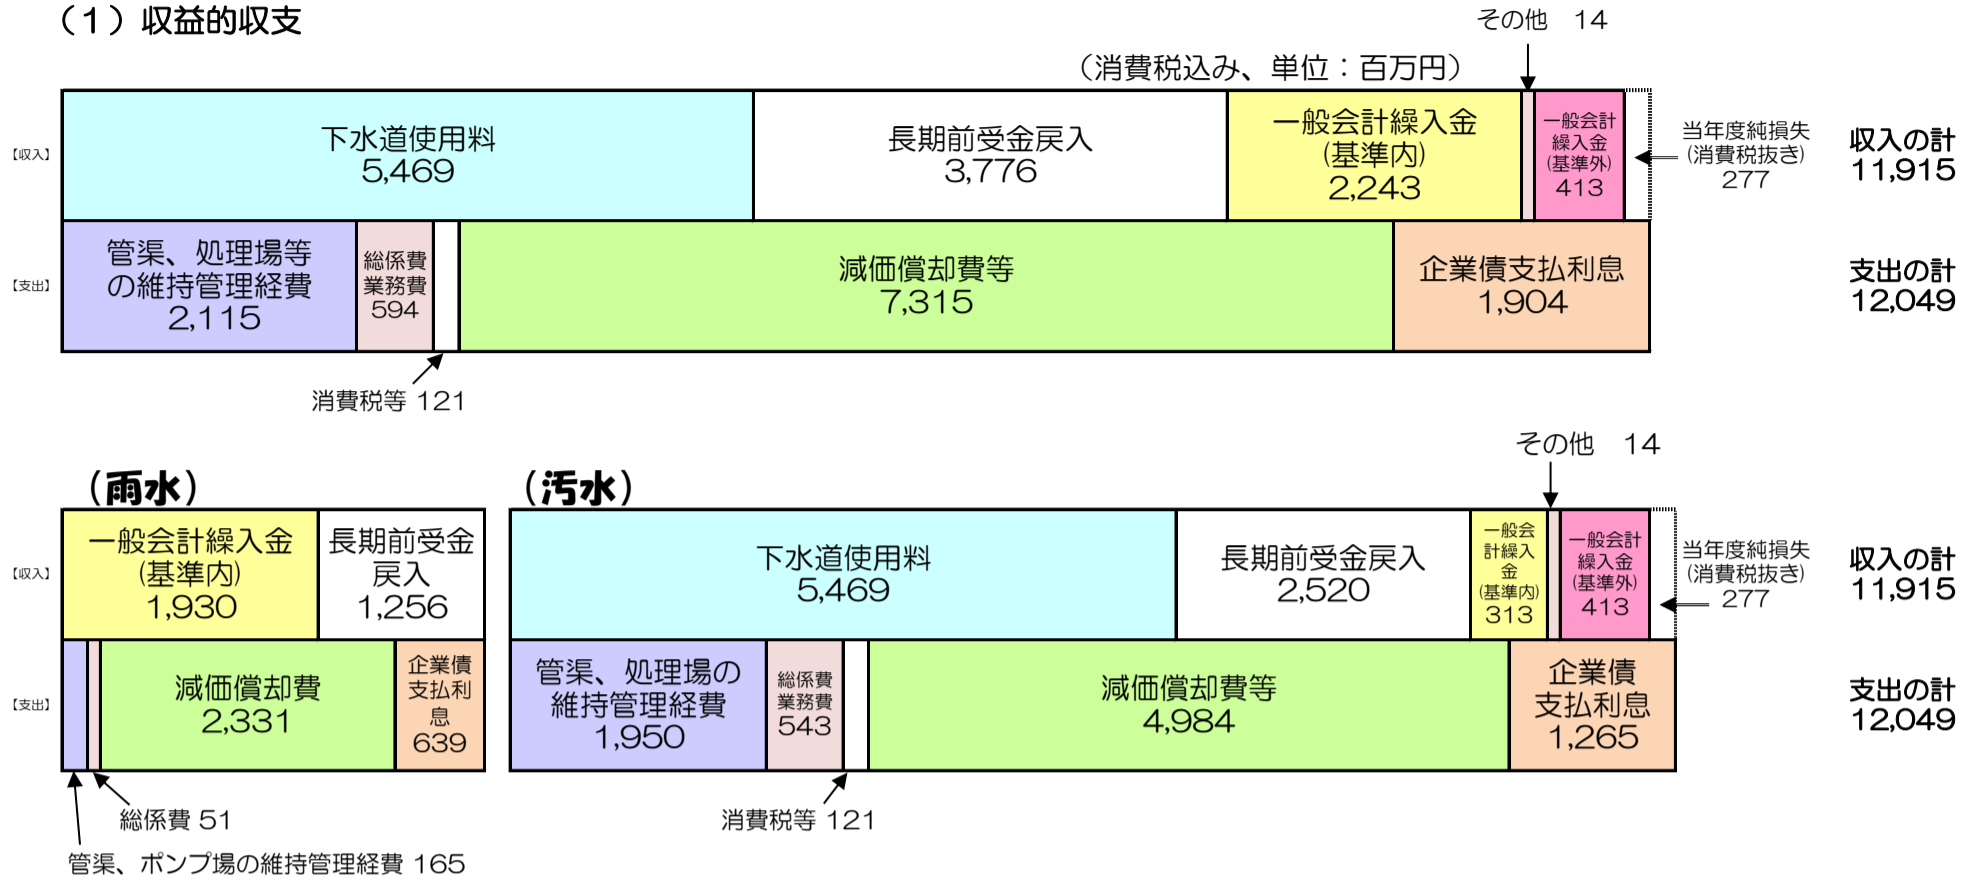 （１）収益的収支
その他　14
（消費税込み、単位：百万円）
【収入】
下水道使用料
5,469
長期前受金戻入
3,776
一般会計繰入金
(基準内)
2,243
一般会計
繰入金
(基準外)
413
当年度純損失
(消費税抜き)
277
収入の計
11,915
【支出】
管渠、処理場等
の維持管理経費
2,115
総係費
業務費
594
減価償却費等
7,315
企業債支払利息
1,904
支出の計
12,049
消費税等 121
（雨水）
（汚水）
その他　14
【収入】
一般会計繰入金
(基準内)
1,930
長期前受金
戻入
1,256
下水道使用料
5,469
長期前受金戻入
2,520
一般会
計繰入
金
(基準内)
313
一般会計
繰入金
(基準外)
413
当年度純損失
(消費税抜き)
277
収入の計
11,915
【支出】
減価償却費
2,331
企業債
支払利
息
639
管渠、処理場の
維持管理経費
1,950
総係費
業務費
543
減価償却費等
4,984
企業債
支払利息
1,265
支出の計
12,049
総係費 51
消費税等 121
管渠、ポンプ場の維持管理経費 165